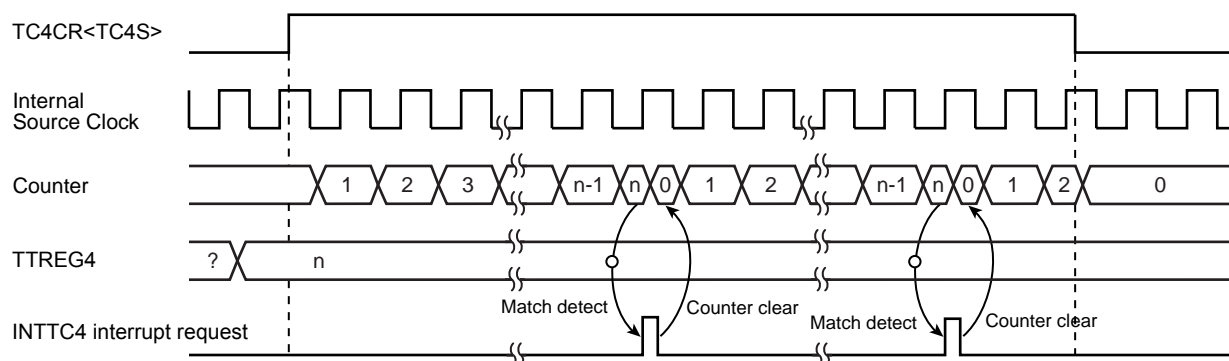 TC4CR<TC4S>
Internal
Source Clock
Counter
1 2 3 n-1 n 0 1 2 n-1 n 0 1 2 0
TTREG4
? n
Match detect Counter clear Match detect Counter clear
INTTC4 interrupt request